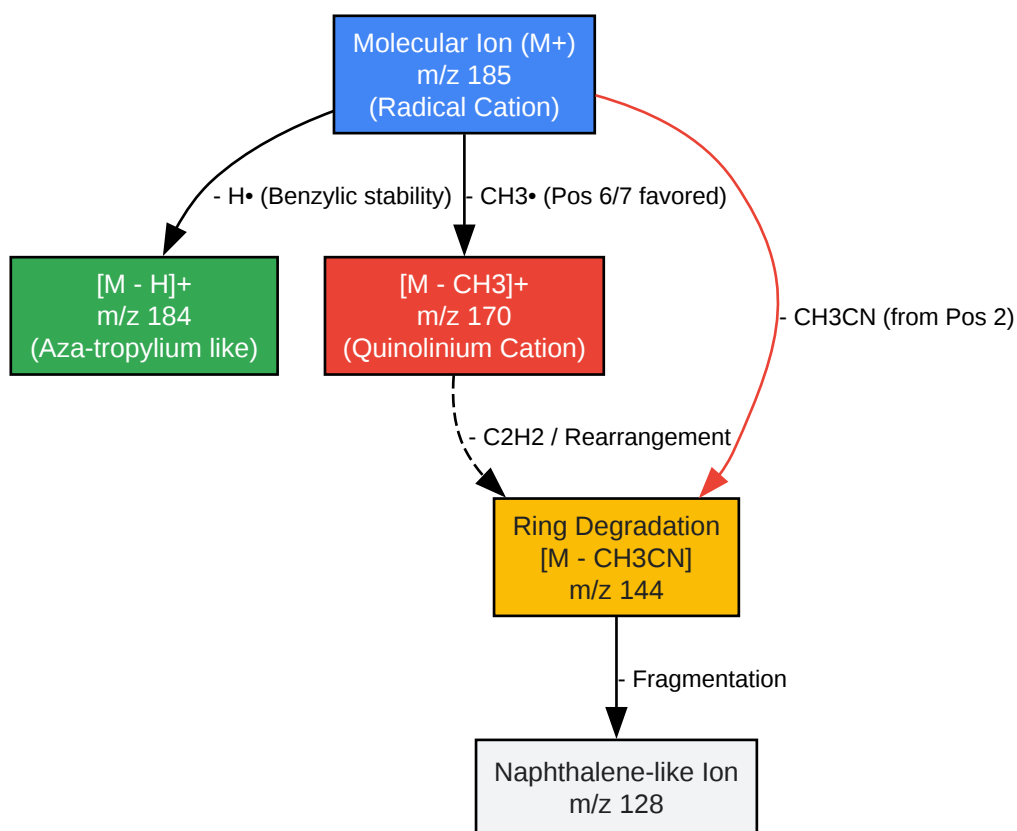 Molecular Ion (M+)
m/z 185
(Radical Cation)
- H• (Benzylic stability)
- CH3• (Pos 6/7 favored)
[M - H]+
m/z 184
(Aza-tropylium like)
[M - CH3]+
m/z 170
(Quinolinium Cation)
- CH3CN (from Pos 2)
- C2H2 / Rearrangement
Ring Degradation
[M - CH3CN]
m/z 144
- Fragmentation
Naphthalene-like Ion
m/z 128